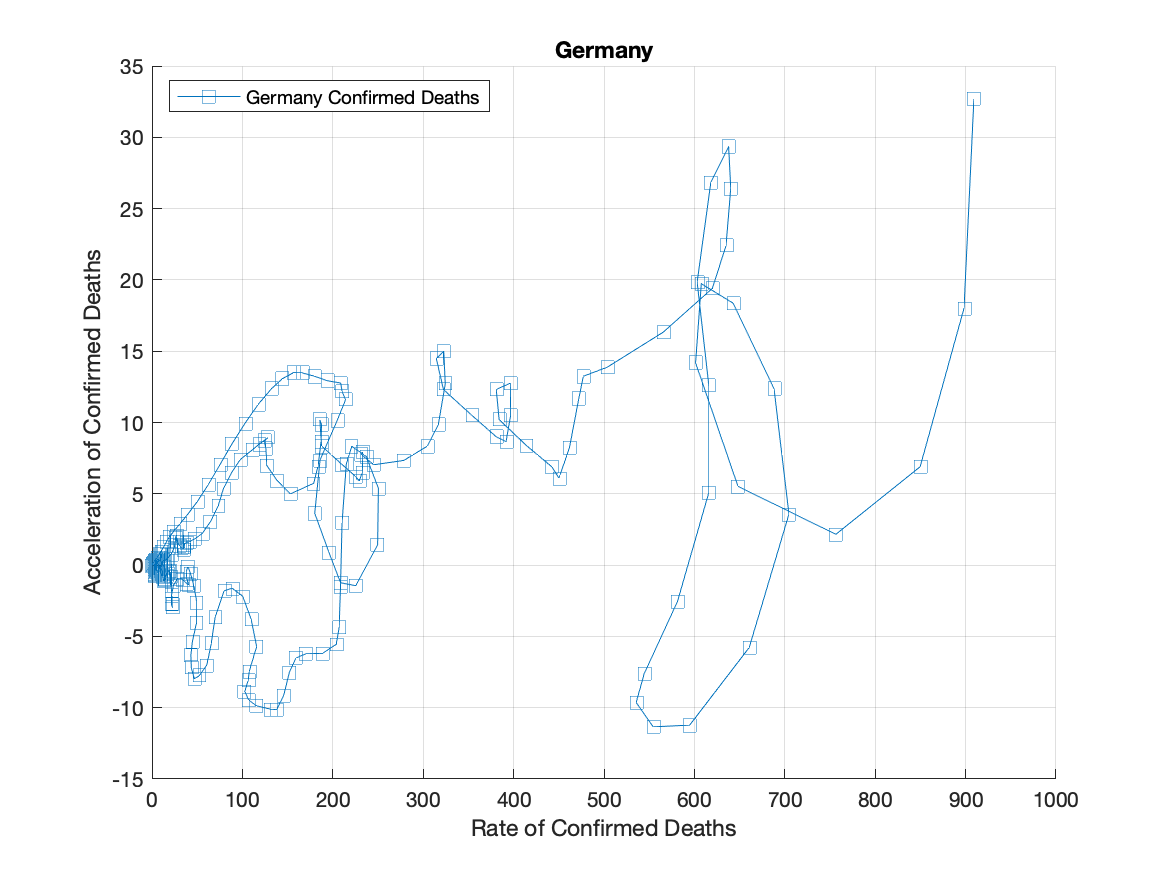 Germany
Germany Confirmed Deaths
35
30
25
20
15
10
5
0
-5
-10
-15
Acceleration of Confirmed Deaths
0 100 200 300 400 500 600 700 800 900 1000
Rate of Confirmed Deaths